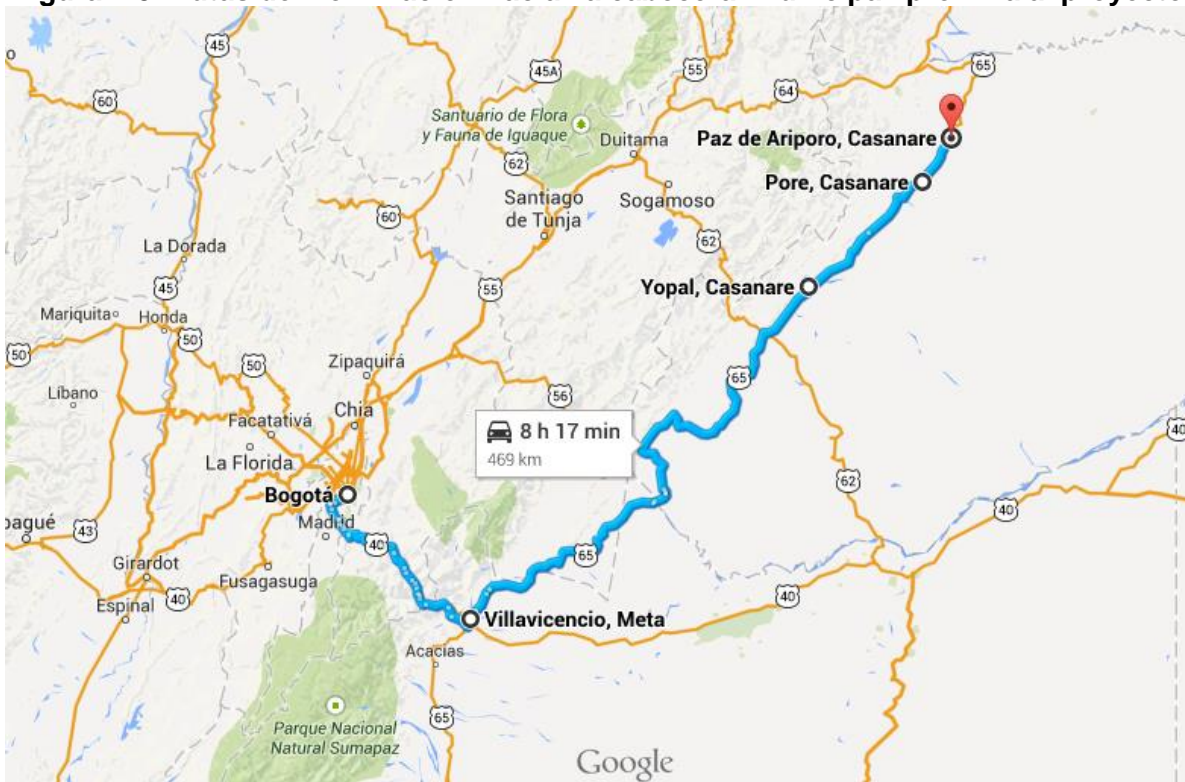 45
60
45A
55
65
64
Santuario de Flora
y Fauna de Iguaque
Duitama
Paz de Ariporo, Casanare
62
Pore, Casanare
Santiago
de Tunja
Sogamoso
60
62
La Dorada
45
55
Yopal, Casanare
Mariquita
Honda
50
50
50
Zipaquirá
65
Líbano
56
Chia
Facatativá
8 h 17 min
469 km
40
La Florida
62
Bogotá
Madrid
43
40
40
65
Girardot
Fusagasuga
40
Espinal
40
Villavicencio, Meta
Acacias
65
Parque Nacional
Natural Sumapaz
Google